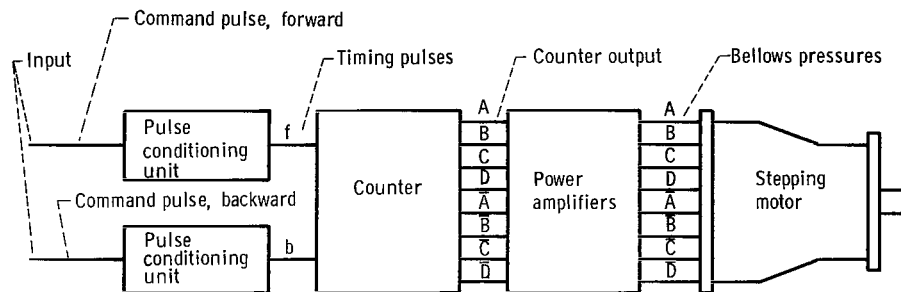 Command pulse, forward
Input
Timing pulses
Counter output
Bellows pressures
Pulse
conditioning
unit
f
Command pulse, backward
Pulse
conditioning
unit
b
Counter
A
B
C
D
A̅
B̅
C̅
D̅
Power
amplifiers
A
B
C
D
A̅
B̅
C̅
D̅
Stepping
motor